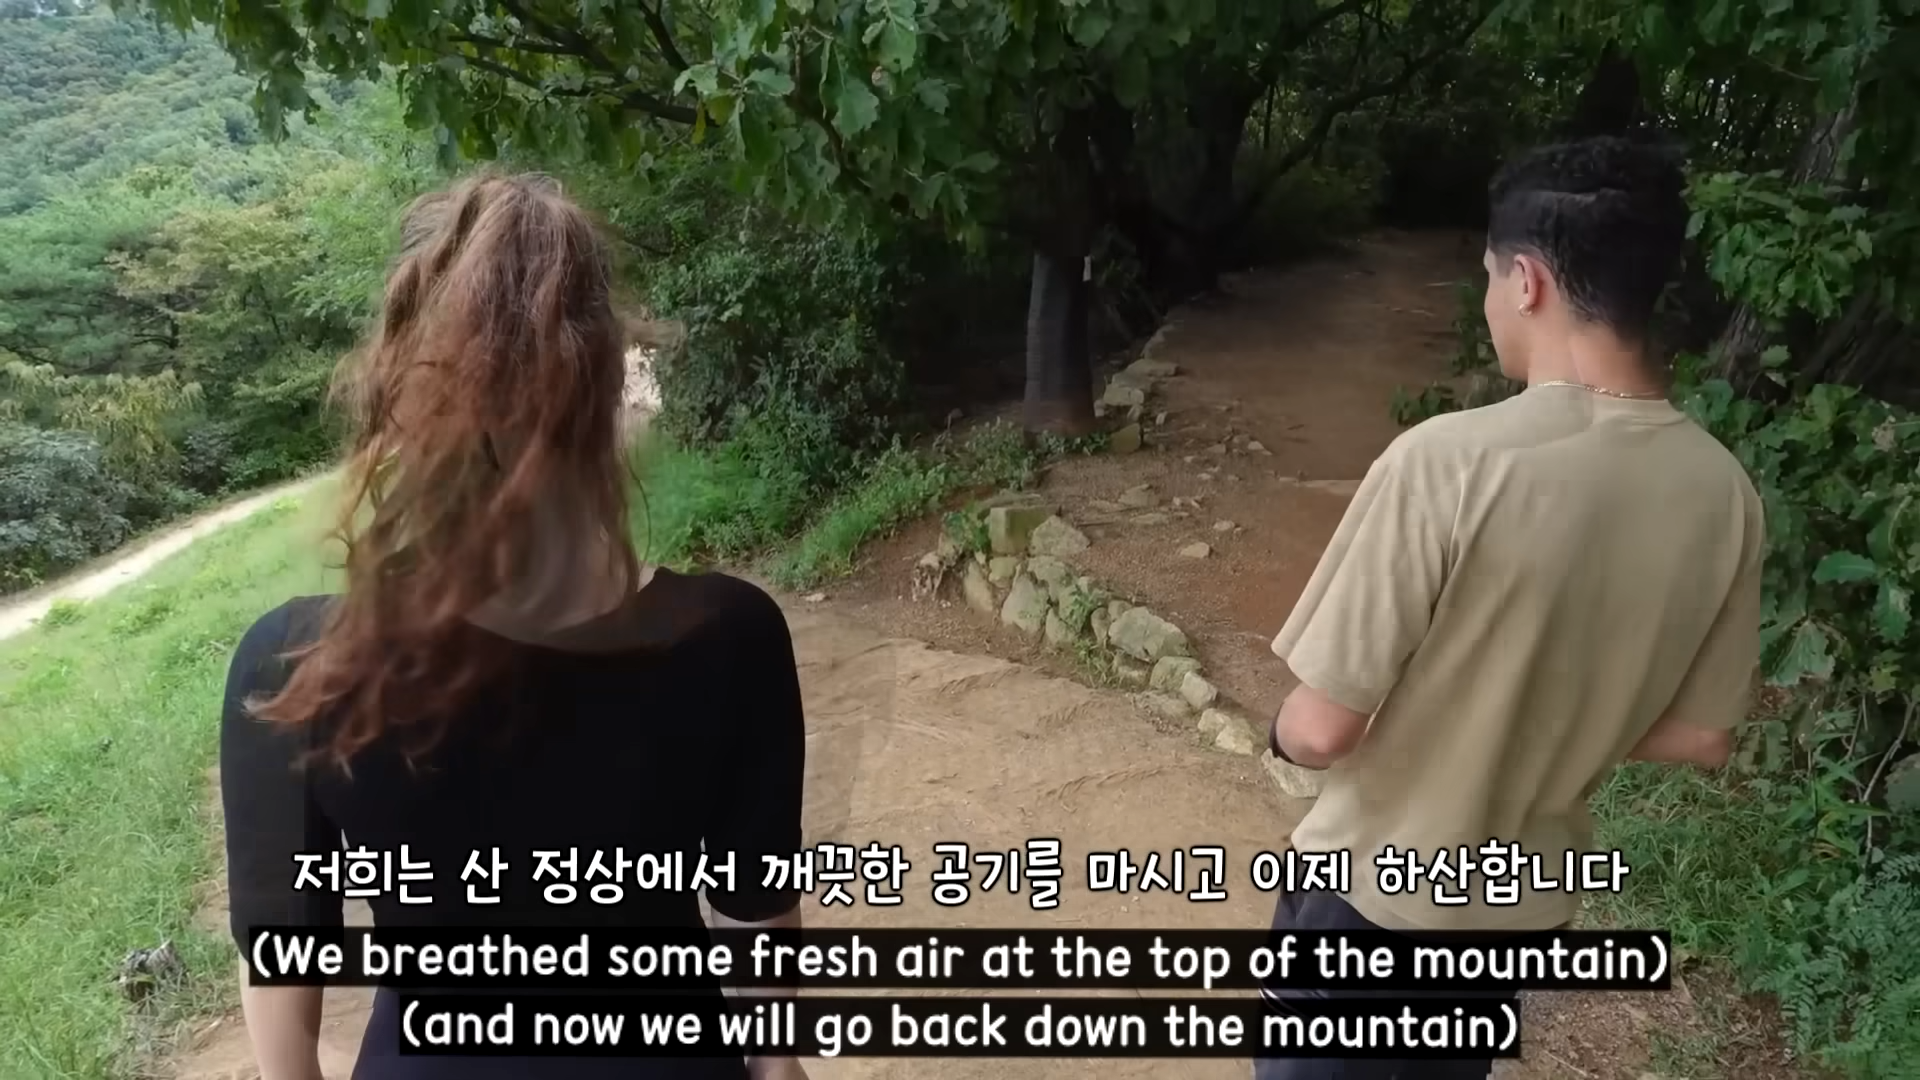 저희는 산 정상에서 깨끗한 공기를 마시고 이제 하산합니다
(We breathed some fresh air at the top of the mountain)
(and now we will go back down the mountain)